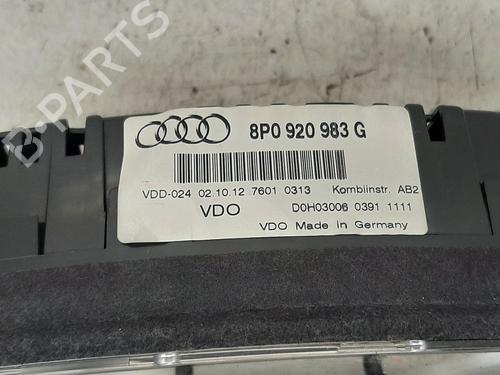 8P0 920 983 G
VDD-024 02.10.12 7601 0313 Kombiinstr. AB2
VDO D0H03006 0391 1111
VDO Made in Germany
B-PARTS